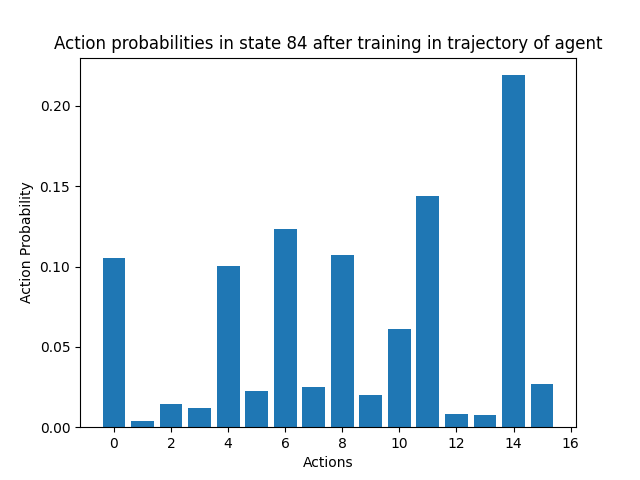 Action probabilities in state 84 after training in trajectory of agent
0.20
0.15
0.10
0.05
0.00
Action Probability
0 2 4 6 8 10 12 14 16
Actions